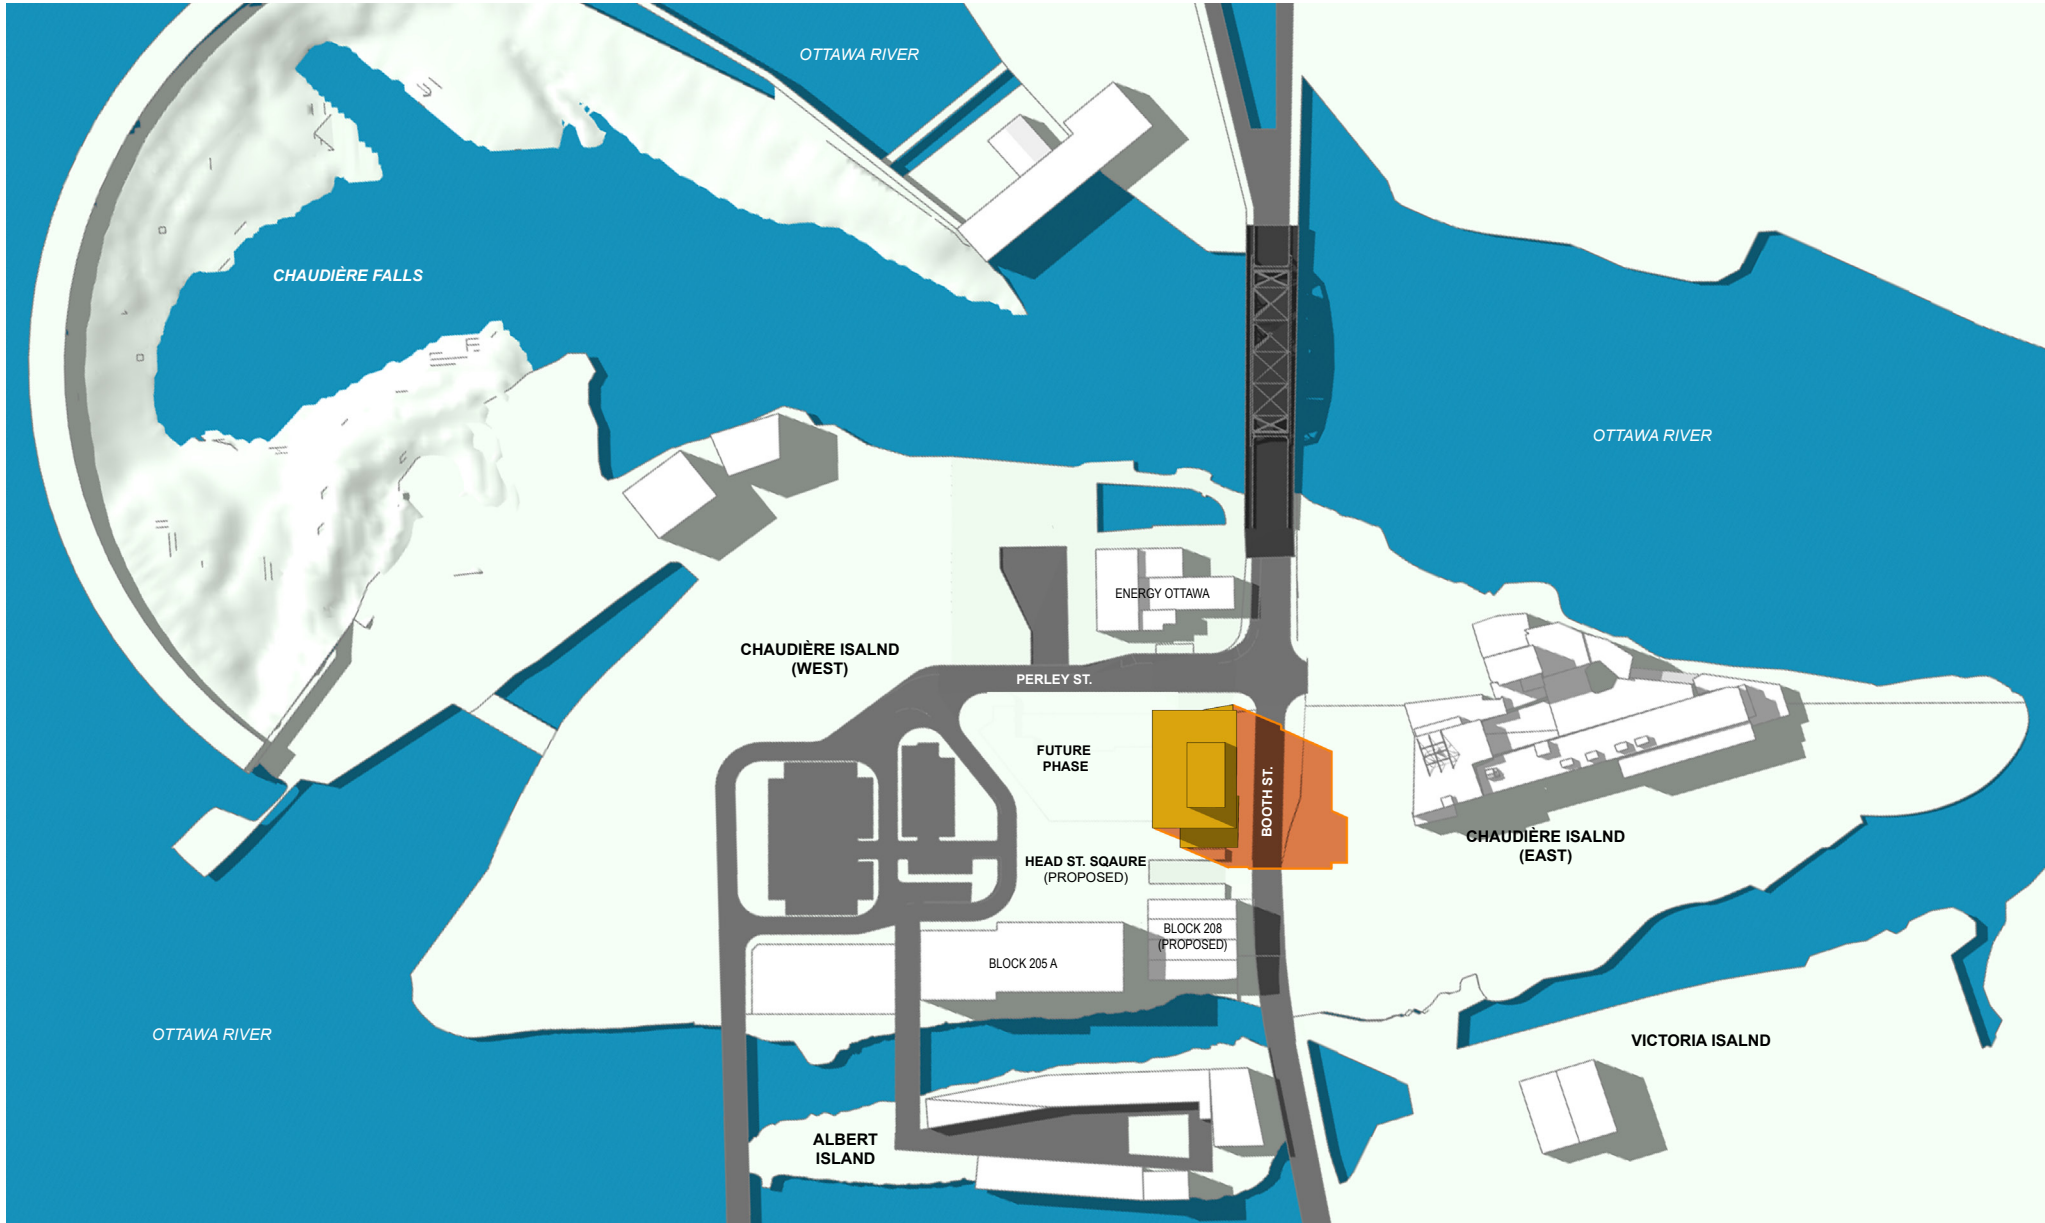 OTTAWA RIVER
CHAUDIÈRE FALLS
OTTAWA RIVER
ENERGY OTTAWA
CHAUDIÈRE ISALND
(WEST)
PERLEY ST.
FUTURE
PHASE
BOOTH ST.
CHAUDIÈRE ISALND
(EAST)
HEAD ST. SQAURE
(PROPOSED)
BLOCK 208
(PROPOSED)
BLOCK 205 A
OTTAWA RIVER
VICTORIA ISALND
ALBERT
ISLAND